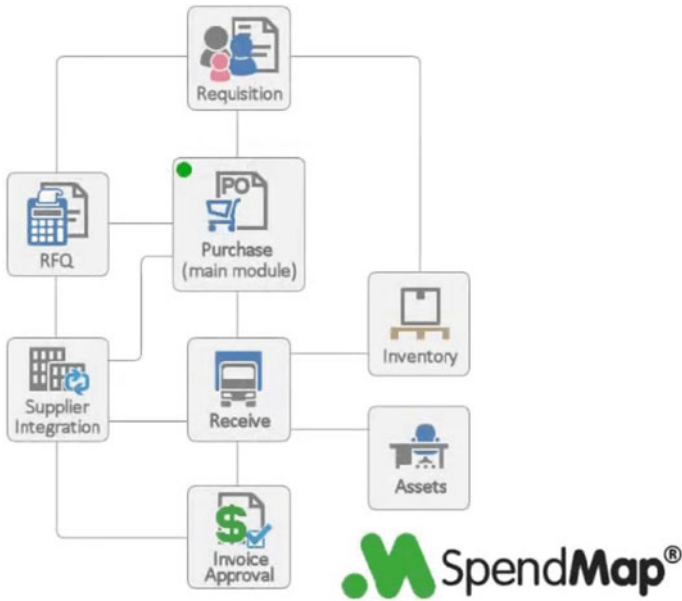 Requisition
PO
Purchase
(main module)
RFQ
Inventory
Supplier
Integration
Receive
Assets
$
Invoice
Approval
SpendMap®